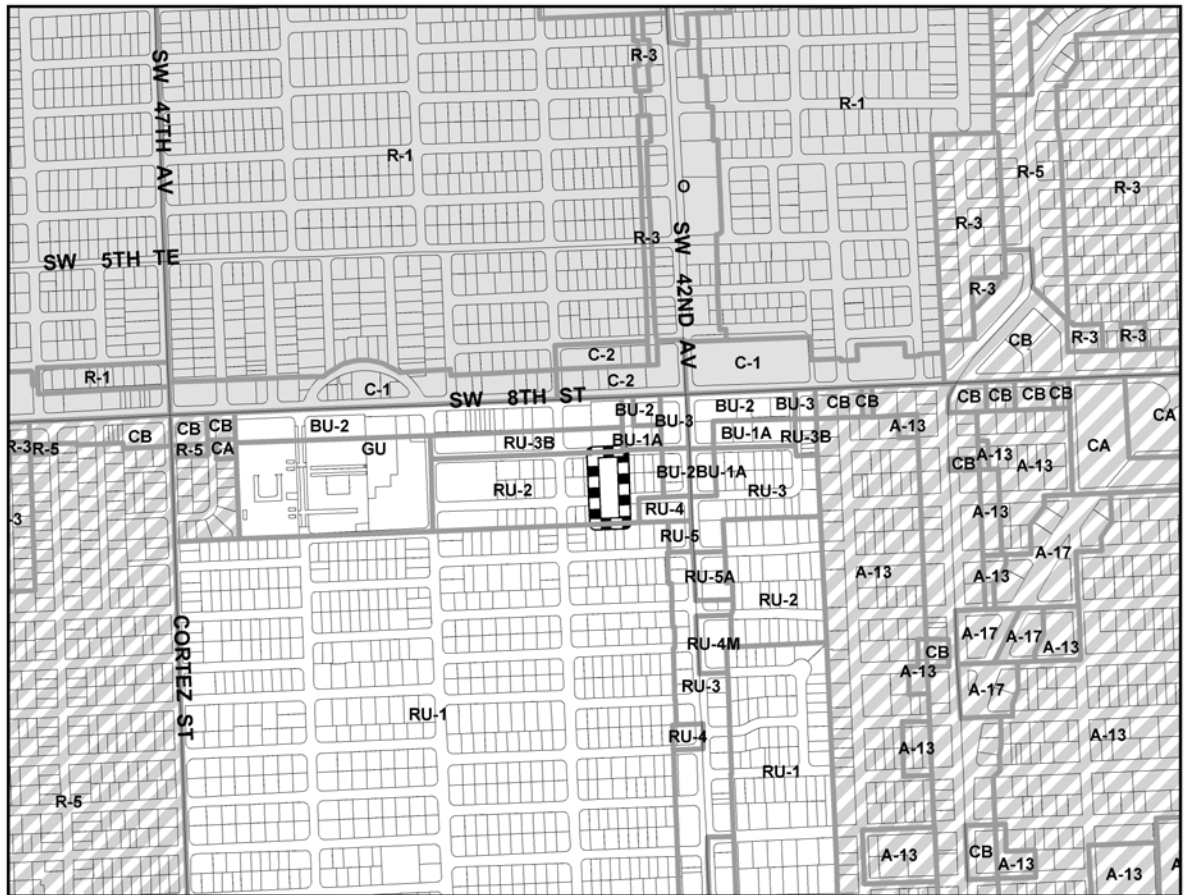 R-3
R-1
SW 47TH AV
R-1
R-5
R-3
O
R-3
R-3
SW 42ND AV
SW 5TH TE
R-3
CB
R-3
R-3
C-2
C-1
R-1
C-1
C-2
SW 8TH ST
BU-2
BU-2
BU-3
CB
CB
CB
CB
CB
CB
CA
BU-3
CB
CB
BU-2
A-13
CB
R-5
CA
GU
RU-3B
BU-1A
BU-1A
RU-3B
CA
R-3
R-5
A-13
CB
A-13
BU-2
BU-1A
RU-3
RU-2
RU-4
A-13
-3
RU-5
A-17
RU-5A
A-13
A-13
RU-2
A-17
A-17
A-13
RU-4M
CB
A-13
CORTEZ ST
RU-3
A-17
RU-1
RU-4
A-13
A-13
RU-1
R-5
CB
A-13
A-13
A-13
A